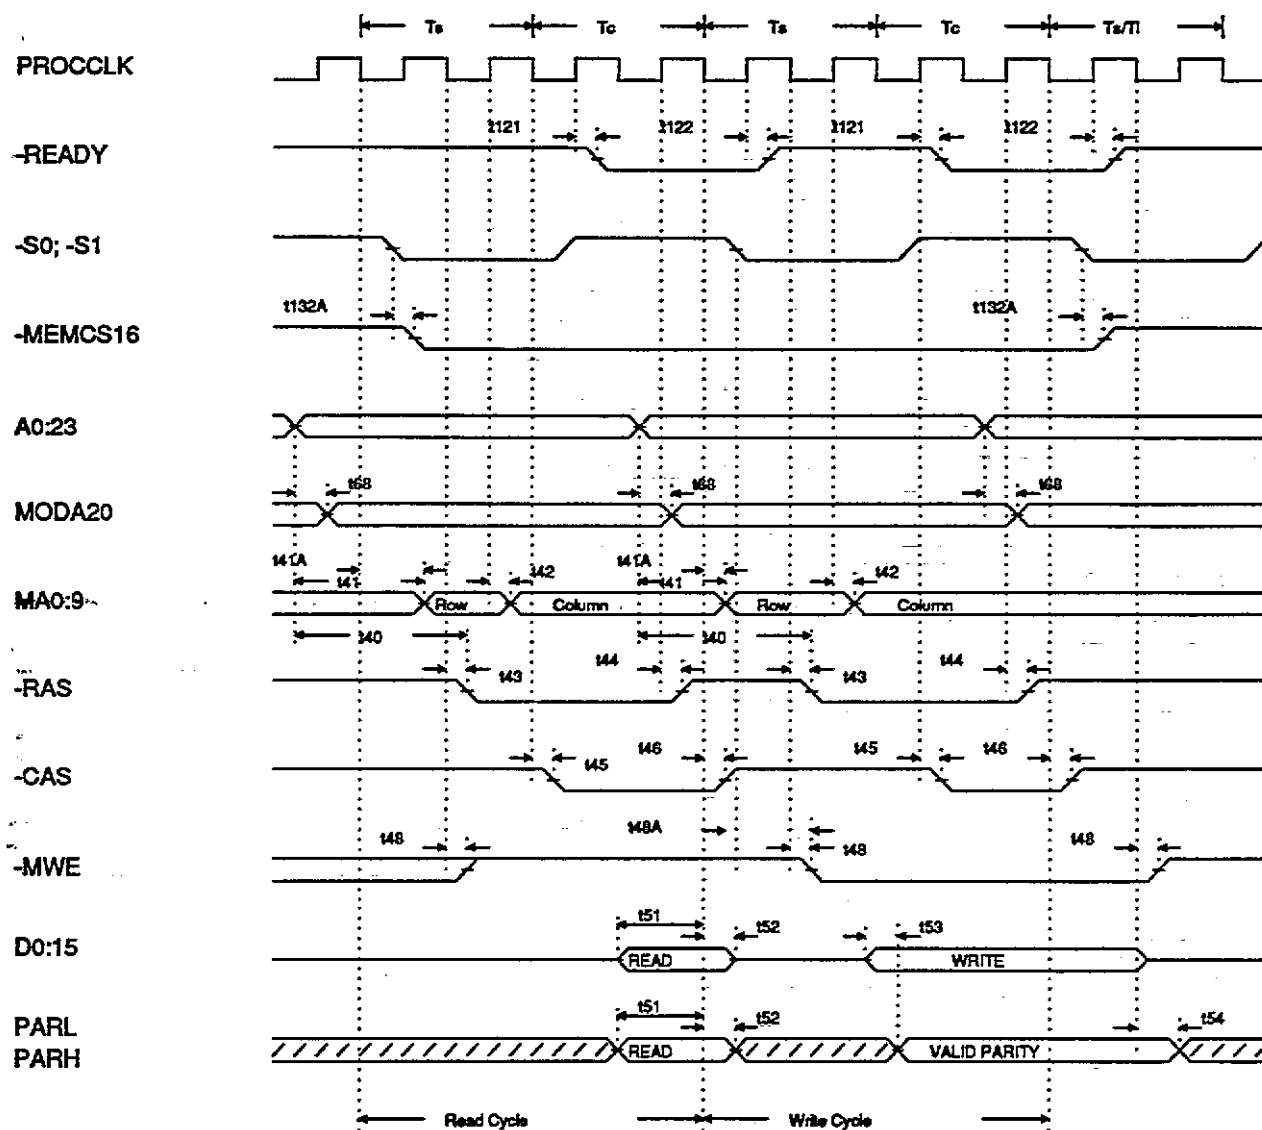 Ts Tc Ts Tc Ts/Ti
PROCCLK
t121 t122 t121 t122
-READY
-S0; -S1
t132A t132A
-MEMCS16
A0:23
t68 t68 t68
MODA20
t41A t42 t41A t42
t41 t41
MA0:9
Row Column Row Column
t40 t40
t43 t44 t43 t44
-RAS
t45 t46 t45 t46
-CAS
t48 t48A t48 t48
-MWE
t51 t52 t53
D0:15
READ WRITE
t51 t52 t54
PARL
PARH
READ VALID PARITY
Read Cycle Write Cycle